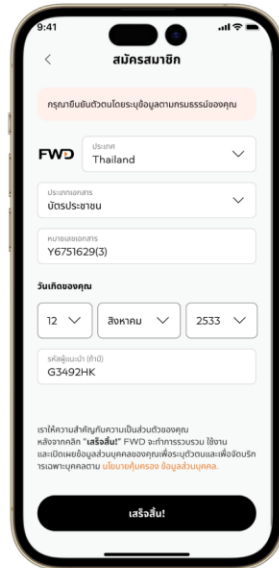 9:41
สมัครสมาชิก
กรุณายืนยันตัวตนโดยระบุข้อมูลตามกรมธรรม์ของคุณ
FWD
ประเทศ
Thailand
ประเภทเอกสาร
บัตรประชาชน
หมายเลขเอกสาร
Y6751629(3)
วันเกิดของคุณ
12 สิงหาคม 2533
รหัสผู้แนะนำ (ถ้ามี)
G3492HK
เราให้ความสำคัญกับความเป็นส่วนตัวของคุณ
หลังจากคลิก "เสร็จสิ้น!" FWD จะทำการรวบรวม ใช้งาน
และเปิดเผยข้อมูลส่วนบุคคลของคุณเพื่อระบุตัวตนและเพื่อจัดบริก
ารเฉพาะบุคคลตาม นโยบายคุ้มครอง ข้อมูลส่วนบุคคล.
เสร็จสิ้น!